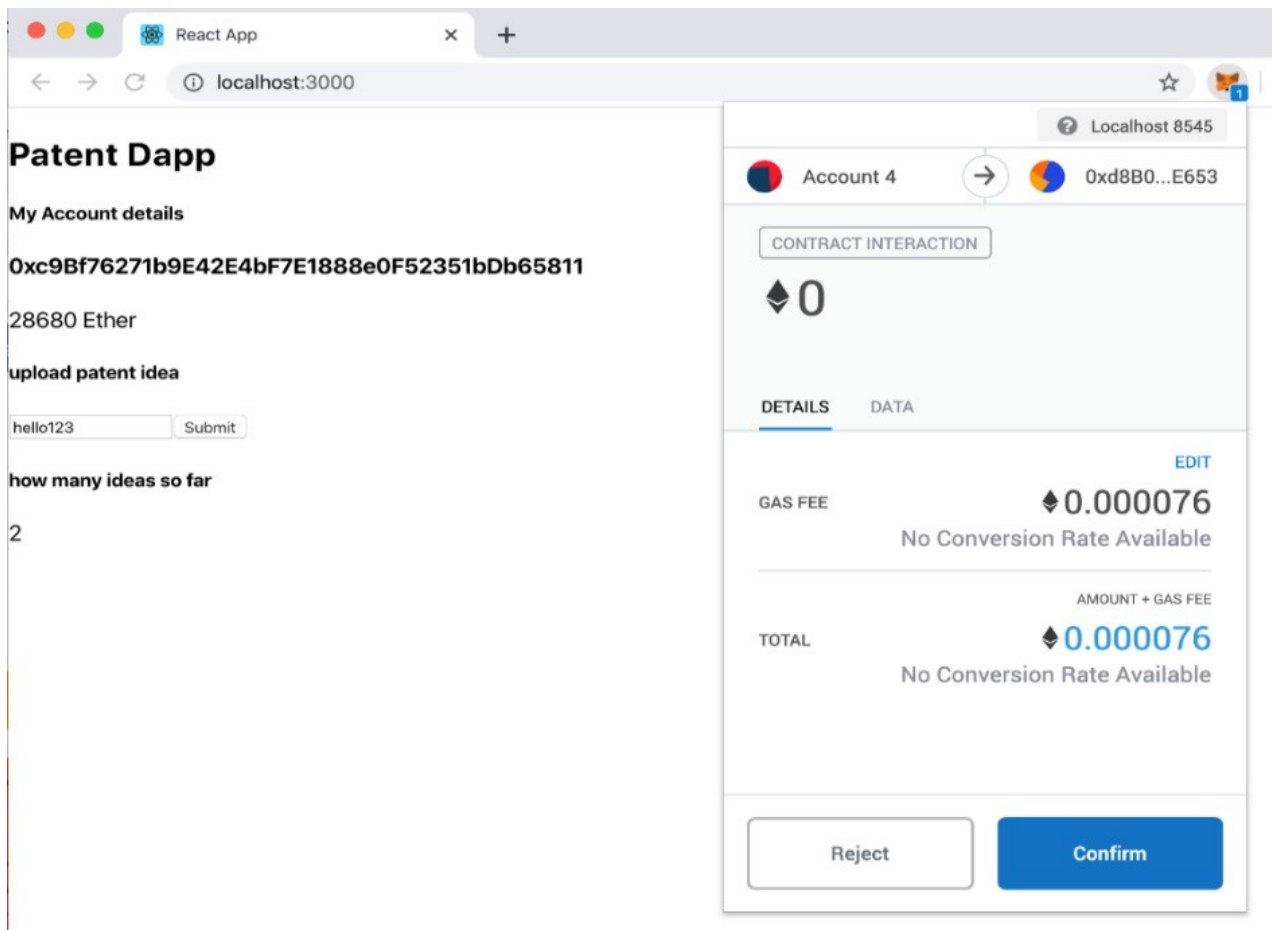 React App
localhost:3000
1
Patent Dapp
My Account details
0xc9Bf76271b9E42E4bF7E1888e0F52351bDb65811
28680 Ether
upload patent idea
hello123 Submit
how many ideas so far
2
Localhost 8545
Account 4 0xd8B0...E653
CONTRACT INTERACTION
0
DETAILS DATA
EDIT
GAS FEE 0.000076
No Conversion Rate Available
AMOUNT + GAS FEE
TOTAL 0.000076
No Conversion Rate Available
Reject Confirm